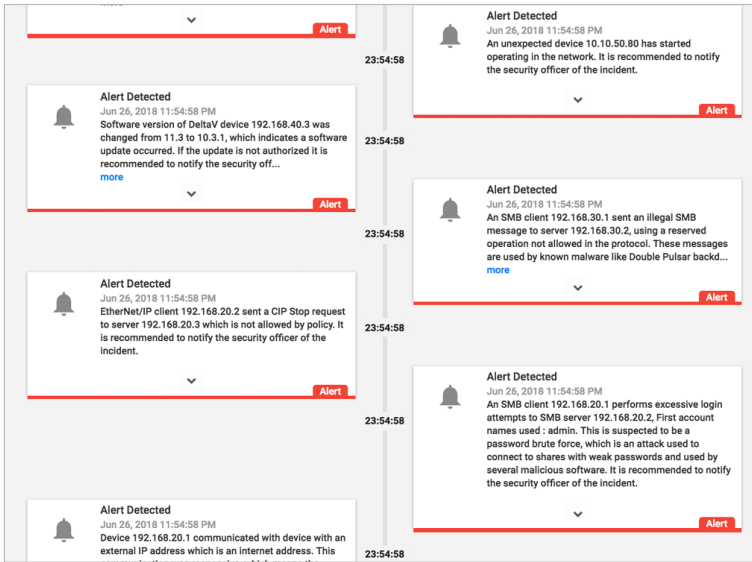 more
Alert
23:54:58
Alert Detected
Jun 26, 2018 11:54:58 PM
An unexpected device 10.10.50.80 has started
operating in the network. It is recommended to notify
the security officer of the incident.
Alert
Alert Detected
Jun 26, 2018 11:54:58 PM
Software version of DeltaV device 192.168.40.3 was
changed from 11.3 to 10.3.1, which indicates a software
update occurred. If the update is not authorized it is
recommended to notify the security off...
more
Alert
23:54:58
Alert Detected
Jun 26, 2018 11:54:58 PM
An SMB client 192.168.30.1 sent an illegal SMB
message to server 192.168.30.2, using a reserved
operation not allowed in the protocol. These messages
are used by known malware like Double Pulsar backd...
more
Alert
23:54:58
Alert Detected
Jun 26, 2018 11:54:58 PM
EtherNet/IP client 192.168.20.2 sent a CIP Stop request
to server 192.168.20.3 which is not allowed by policy. It
is recommended to notify the security officer of the
incident.
Alert
23:54:58
Alert Detected
Jun 26, 2018 11:54:58 PM
An SMB client 192.168.20.1 performs excessive login
attempts to SMB server 192.168.20.2, First account
names used : admin. This is suspected to be a
password brute force, which is an attack used to
connect to shares with weak passwords and used by
several malicious software. It is recommended to notify
the security officer of the incident.
Alert
23:54:58
Alert Detected
Jun 26, 2018 11:54:58 PM
Device 192.168.20.1 communicated with device with an
external IP address which is an internet address. This
23:54:58